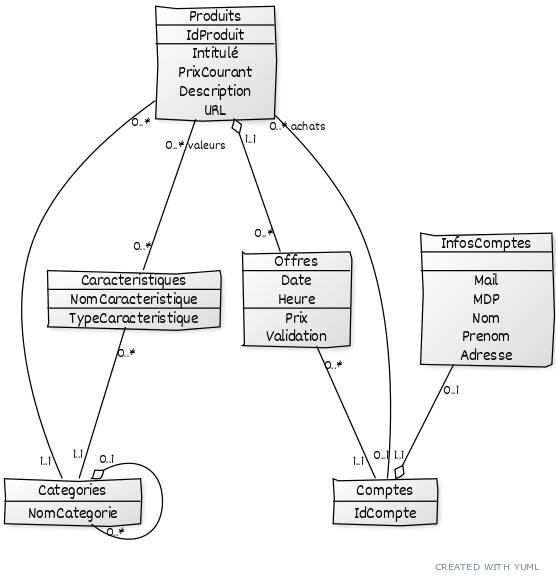 Produits
IdProduit
Intitulé
PrixCourant
Description
URL
0..*
0..* valeurs
1..1
0..* achats
0..*
0..*
Caracteristiques
NomCaracteristique
TypeCaracteristique
Offres
Date
Heure
Prix
Validation
InfosComptes
Mail
MDP
Nom
Prenom
Adresse
0..*
0..*
0..1
1..1
1..1
0..1
0..1
1..1
1..1
Categories
NomCategorie
0..*
Comptes
IdCompte
CREATED WITH YUML